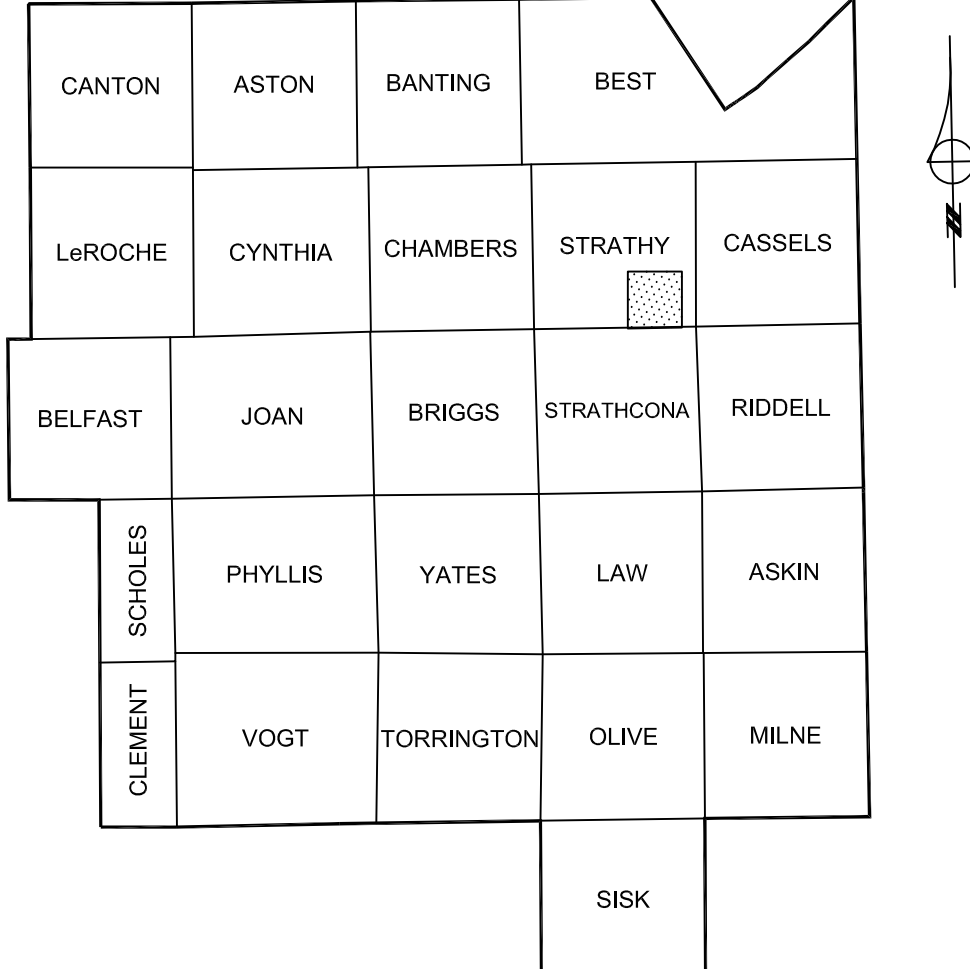 CANTON
ASTON
BANTING
BEST
LeROCHE
CYNTHIA
CHAMBERS
STRATHY
CASSELS
N
BELFAST
JOAN
BRIGGS
STRATHCONA
RIDDELL
SCHOLES
PHYLLIS
YATES
LAW
ASKIN
CLEMENT
VOGT
TORRINGTON
OLIVE
MILNE
SISK